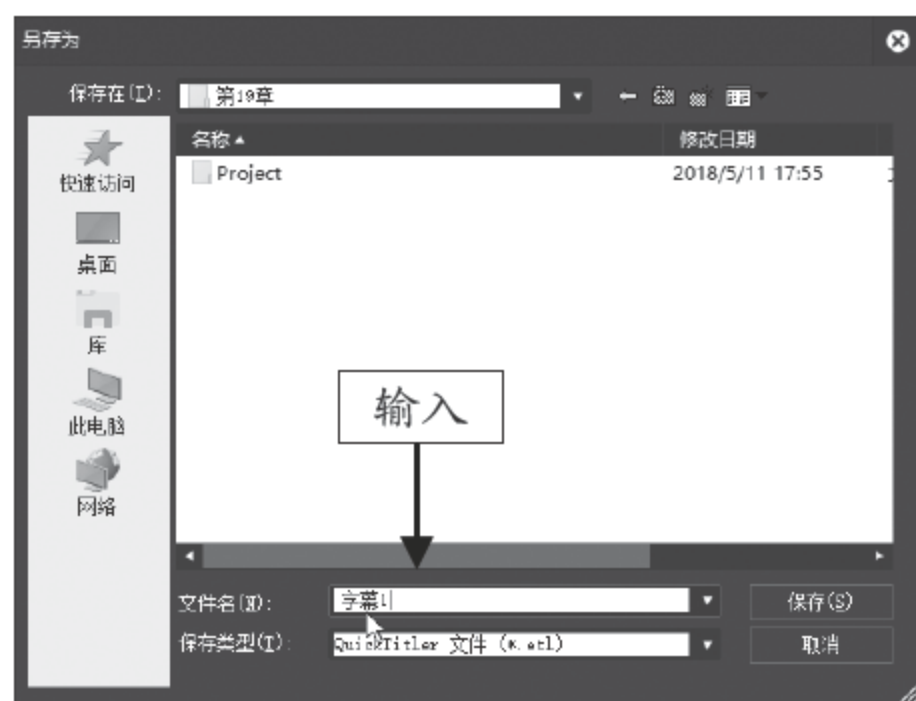 另存为
保存在(I):
第19章
名称
修改日期
快速访问
Project
2018/5/11 17:55
桌面
库
输入
此电脑
网络
文件名(N):
字幕1
保存(S)
保存类型(T):
QuickTitler 文件 (*.etl)
取消